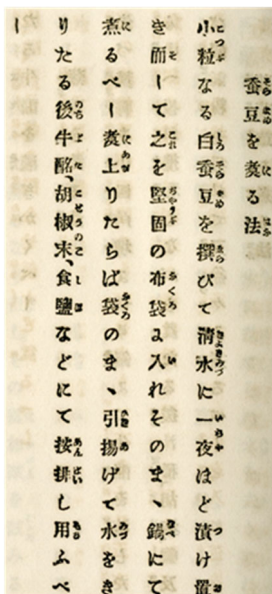 蚕豆を煑る法
小粒なる白蚕豆を撰びて清水に一夜ほど漬け置
き而して之を堅固の布袋に入れそのまゝ鍋にて
煮るべし煑上りたらば袋のまゝ引揚げて水をき
りたる後牛酪、胡椒末、食鹽などにて按排し用ふべ
し